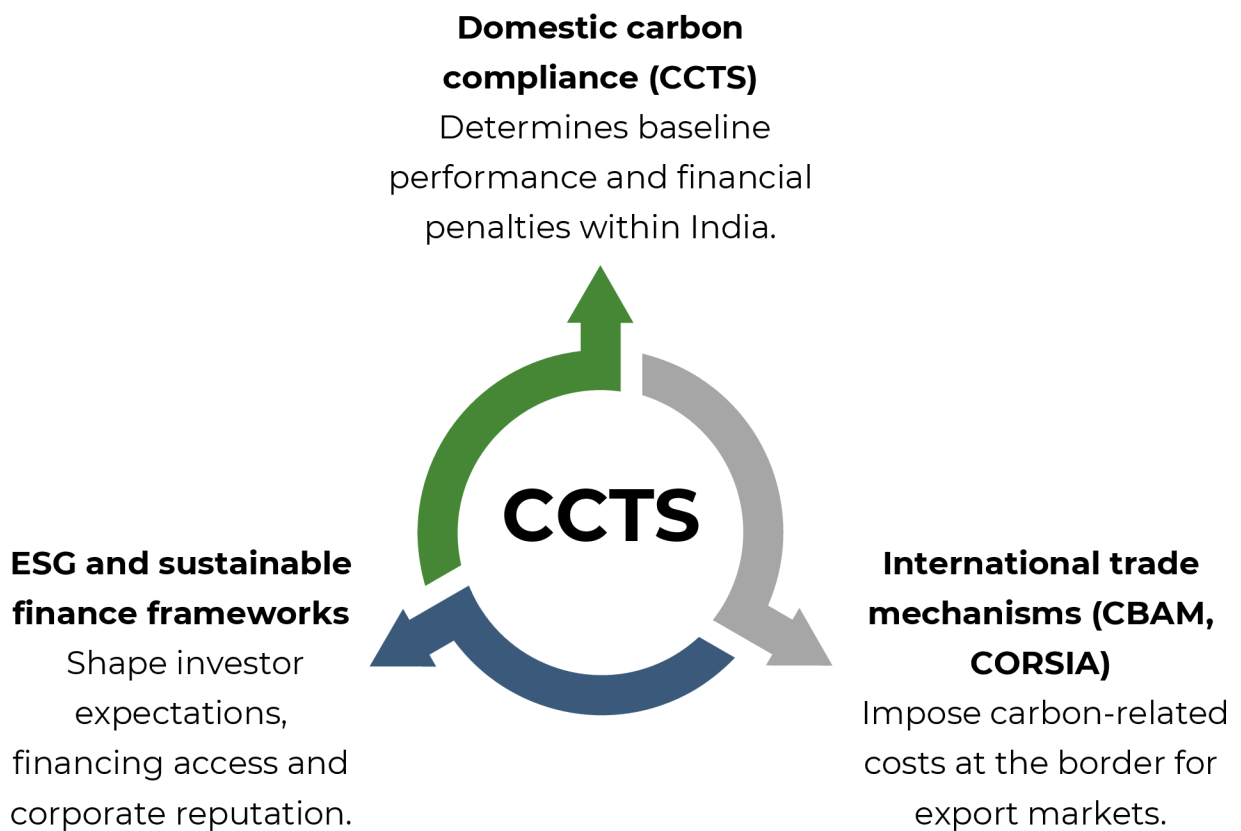 Domestic carbon
compliance (CCTS)
Determines baseline
performance and financial
penalties within India.
CCTS
ESG and sustainable
finance frameworks
Shape investor
expectations,
financing access and
corporate reputation.
International trade
mechanisms (CBAM,
CORSIA)
Impose carbon-related
costs at the border for
export markets.